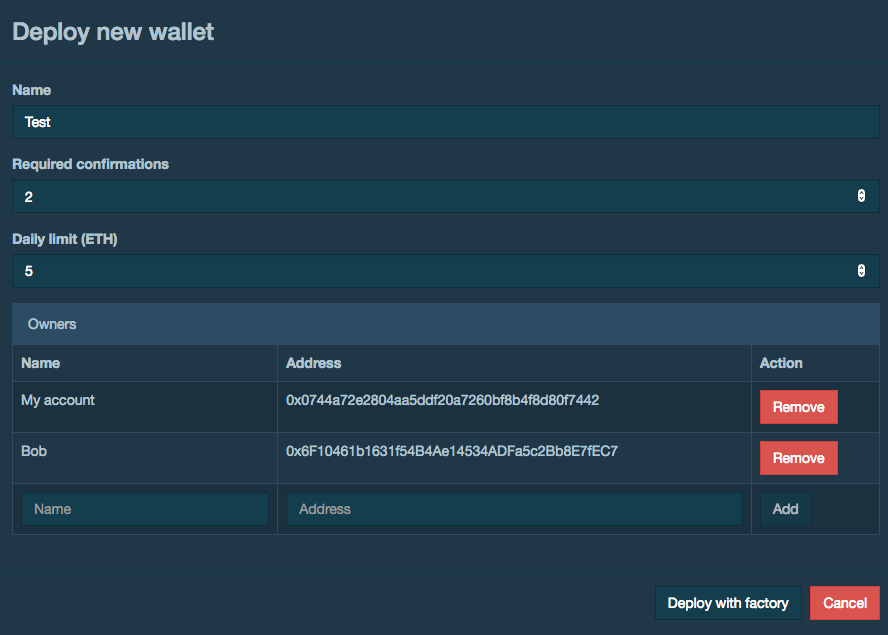 Deploy new wallet
Name
Test
Required confirmations
2
Daily limit (ETH)
5
Owners
Name Address Action
My account 0x0744a72e2804aa5ddf20a7260bf8b4f8d80f7442 Remove
Bob 0x6F10461b1631f54B4Ae14534ADFa5c2Bb8E7fEC7 Remove
Name Address Add
Deploy with factory Cancel